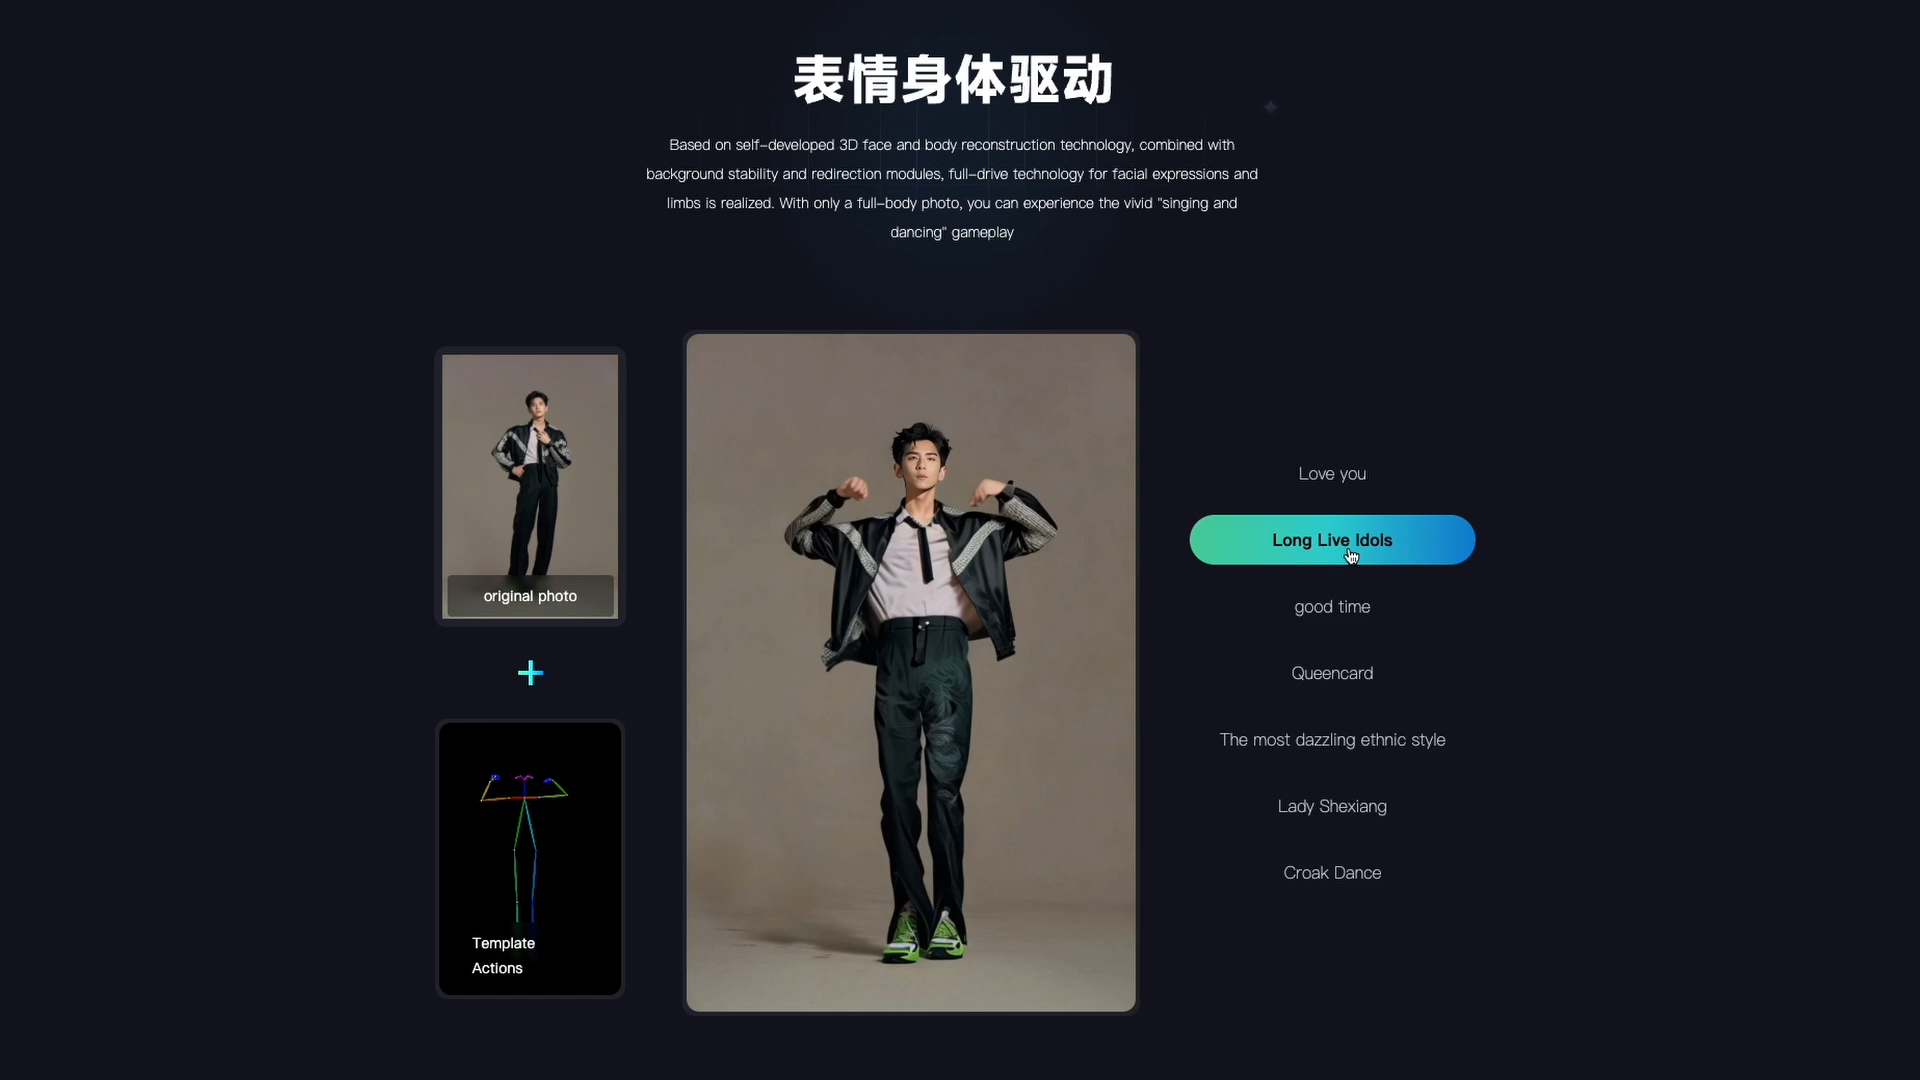 表情身体驱动
Based on self-developed 3D face and body reconstruction technology, combined with
background stability and redirection modules, full-drive technology for facial expressions and
limbs is realized. With only a full-body photo, you can experience the vivid "singing and
dancing" gameplay
original photo
Template
Actions
Love you
Long Live Idols
good time
Queencard
The most dazzling ethnic style
Lady Shexiang
Croak Dance